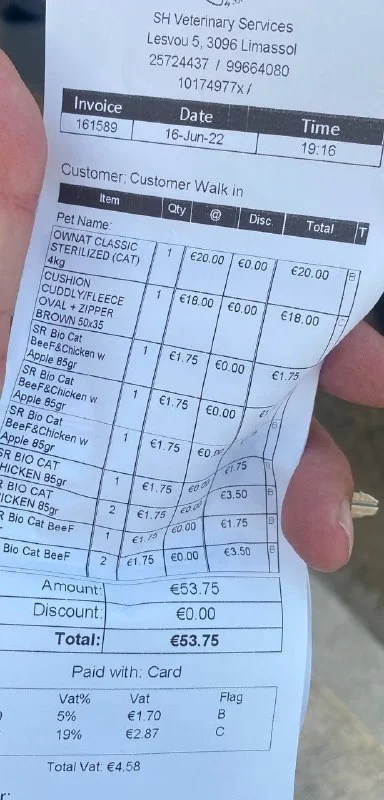 SH Veterinary Services
Lesvou 5, 3096 Limassol
25724437 / 99664080
10174977x/
Invoice Date Time
161589 16-Jun-22 19:16
Customer: Customer Walk in
Item Qty @ Disc. Total T
Pet Name:
OWNAT CLASSIC 1 €20.00 €0.00 €20.00 B
STERILIZED (CAT)
4kg
CUSHION 1 €18.00 €0.00 €18.00 C
CUDDLY/FLEECE
OVAL + ZIPPER
BROWN 50x35
SR Bio Cat 1 €1.75 €0.00 €1.75
BeeF&Chicken w
Apple 85gr
SR Bio Cat 1 €1.75 €0.00
BeeF&Chicken w
Apple 85gr
SR Bio Cat 1 €1.75
BeeF&Chicken w
Apple 85gr
SR BIO CAT 1 €1.75 €0.00 €1.75 B
HICKEN 85gr
R BIO CAT 2 €1.75 €0.00 €3.50 B
ICKEN 85gr
R Bio Cat BeeF 1 €1.75 €0.00 €1.75 B
Bio Cat BeeF 2 €1.75 €0.00 €3.50 B
Amount: €53.75
Discount: €0.00
Total: €53.75
Paid with: Card
Vat% Vat Flag
5% €1.70 B
19% €2.87 C
Total Vat: €4.58
r: